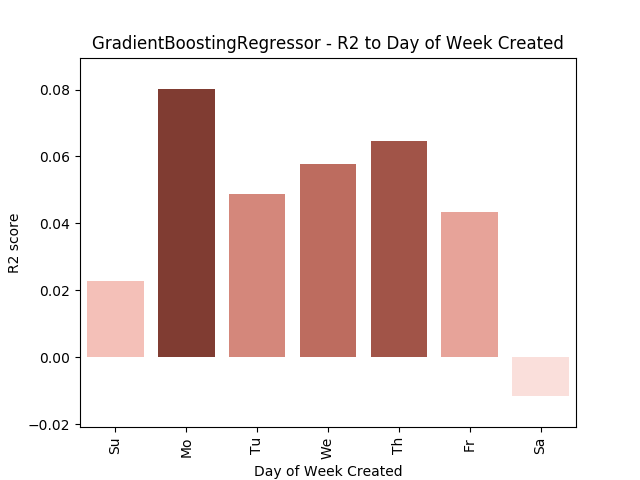 GradientBoostingRegressor - R2 to Day of Week Created
0.08
0.06
0.04
0.02
0.00
−0.02
R2 score
Su
Mo
Tu
We
Th
Fr
Sa
Day of Week Created